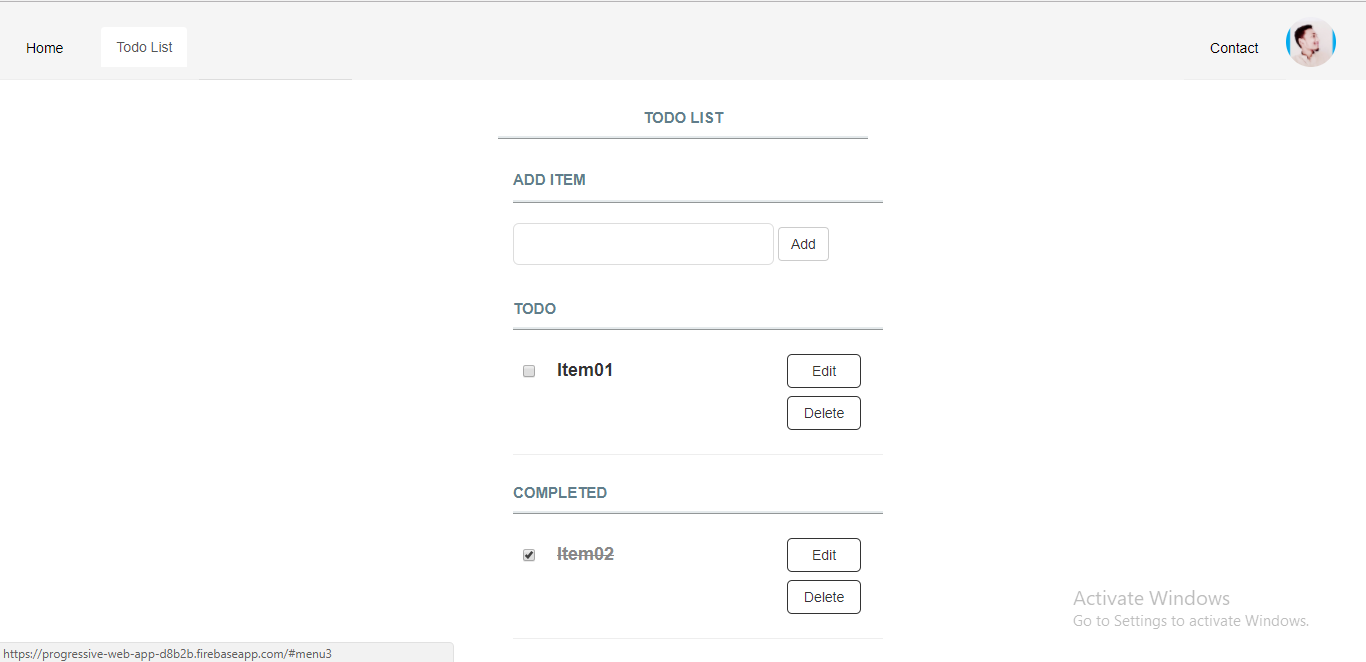 Home
Todo List
Contact
TODO LIST
ADD ITEM
Add
TODO
Item01
Edit
Delete
COMPLETED
Item02
Edit
Delete
Activate Windows
Go to Settings to activate Windows.
https://progressive-web-app-d8b2b.firebaseapp.com/#menu3